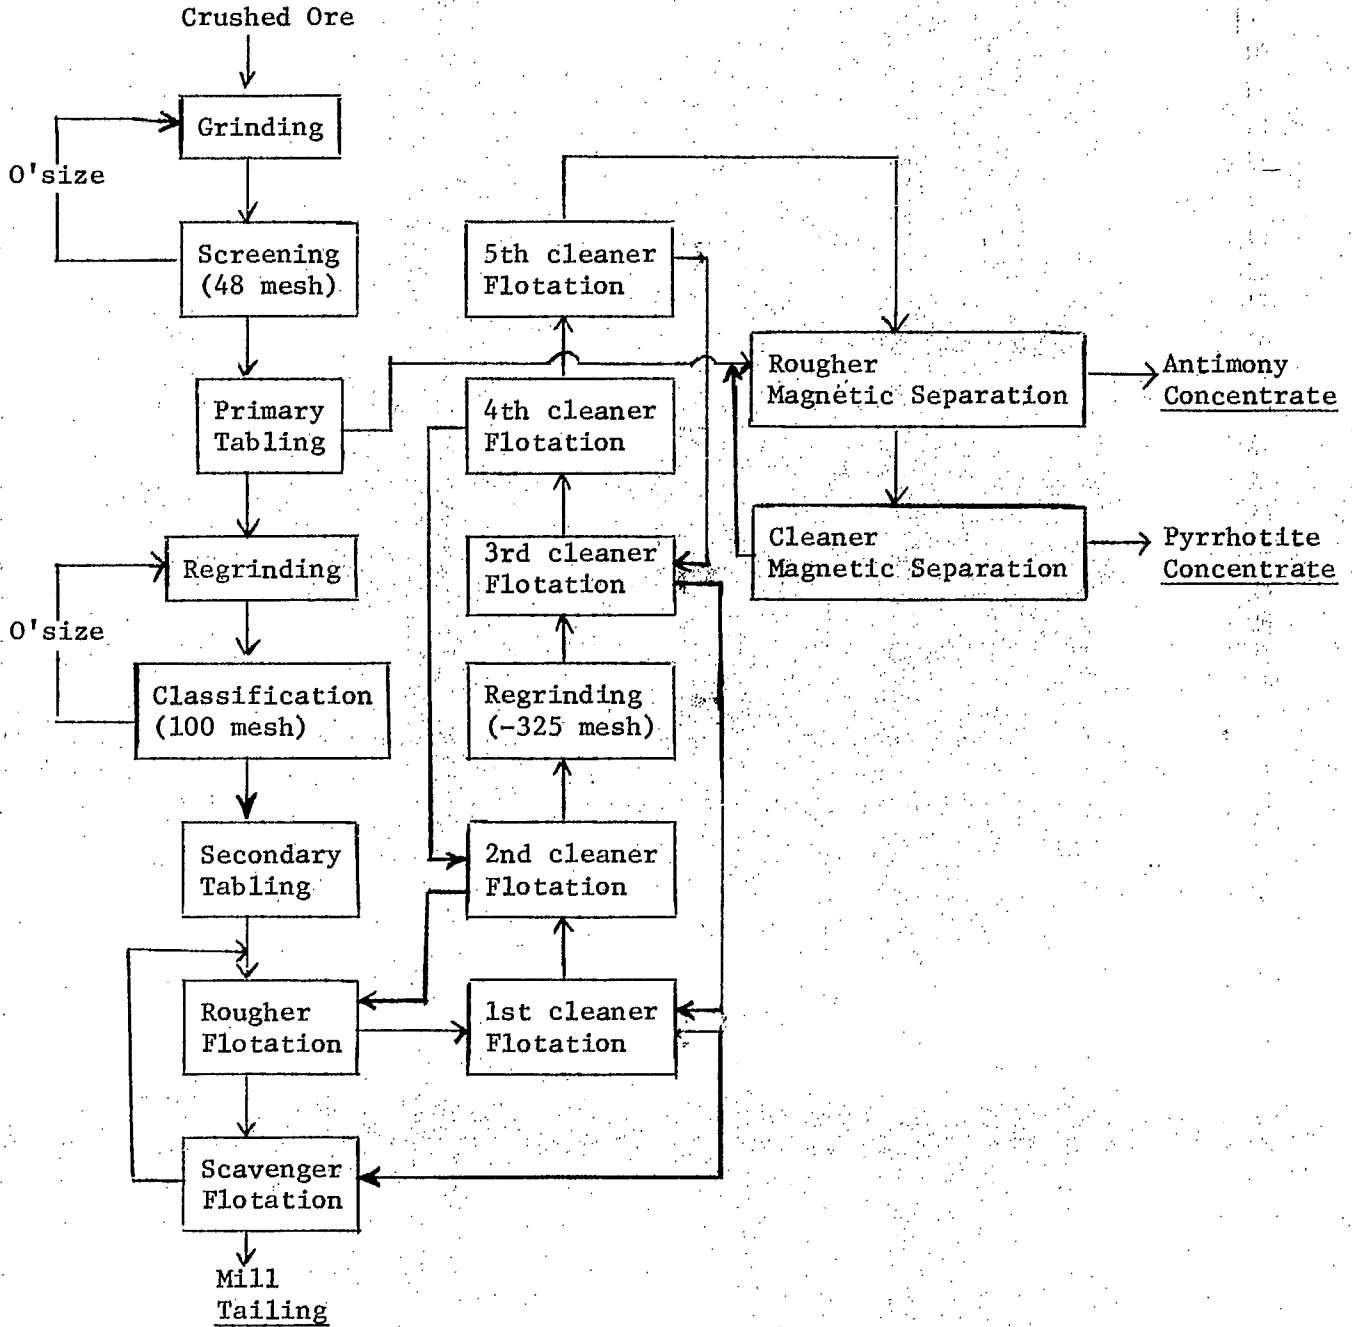 Crushed Ore
Grinding
O'size
Screening
(48 mesh)
Primary
Tabling
Regrinding
O'size
Classification
(100 mesh)
Secondary
Tabling
Rougher
Flotation
Scavenger
Flotation
Mill
Tailing
5th cleaner
Flotation
4th cleaner
Flotation
3rd cleaner
Flotation
Regrinding
(-325 mesh)
2nd cleaner
Flotation
1st cleaner
Flotation
Rougher
Magnetic Separation
Cleaner
Magnetic Separation
Antimony
Concentrate
Pyrrhotite
Concentrate